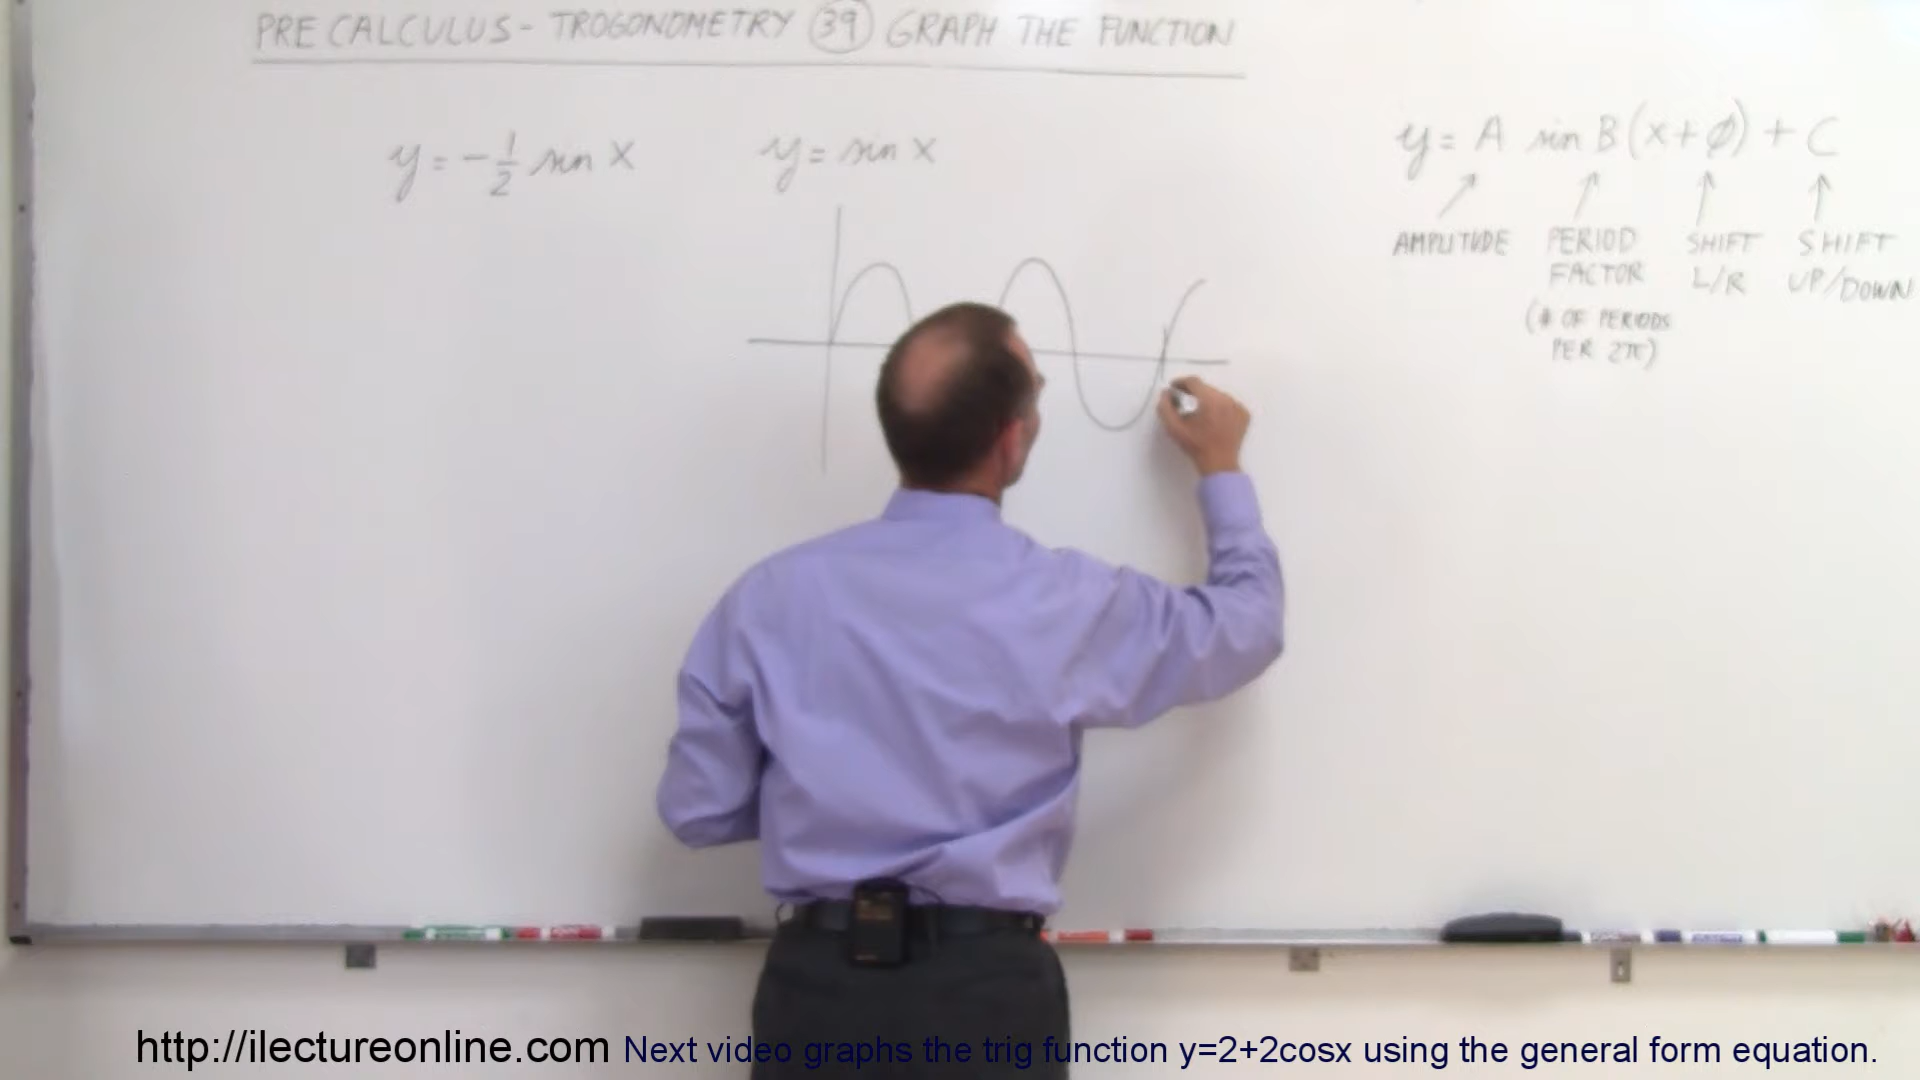 PRE CALCULUS - TROGONOMETRY 39 GRAPH THE FUNCTION
y = -1/2 sin x
y = sin x
y = A sin B(x+φ) + C
AMPLITUDE
PERIOD FACTOR
(# OF PERIODS
PER 2π)
SHIFT
L/R
SHIFT
UP/DOWN
http://ilectureonline.com Next video graphs the trig function y=2+2cosx using the general form equation.